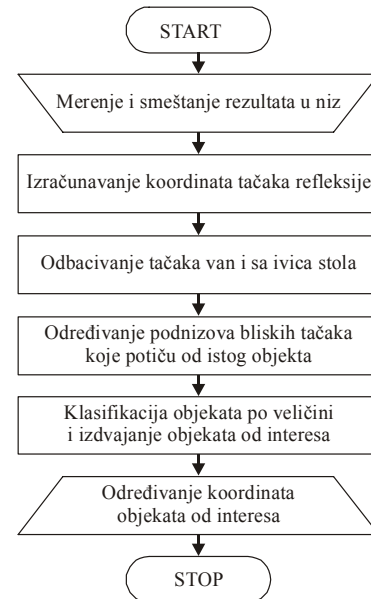 START
Merenje i smeštanje rezultata u niz
Izračunavanje koordinata tačaka refleksije
Odbacivanje tačaka van i sa ivica stola
Određivanje podnizova bliskih tačaka
koje potiču od istog objekta
Klasifikacija objekata po veličini
i izdvajanje objekata od interesa
Određivanje koordinata
objekata od interesa
STOP